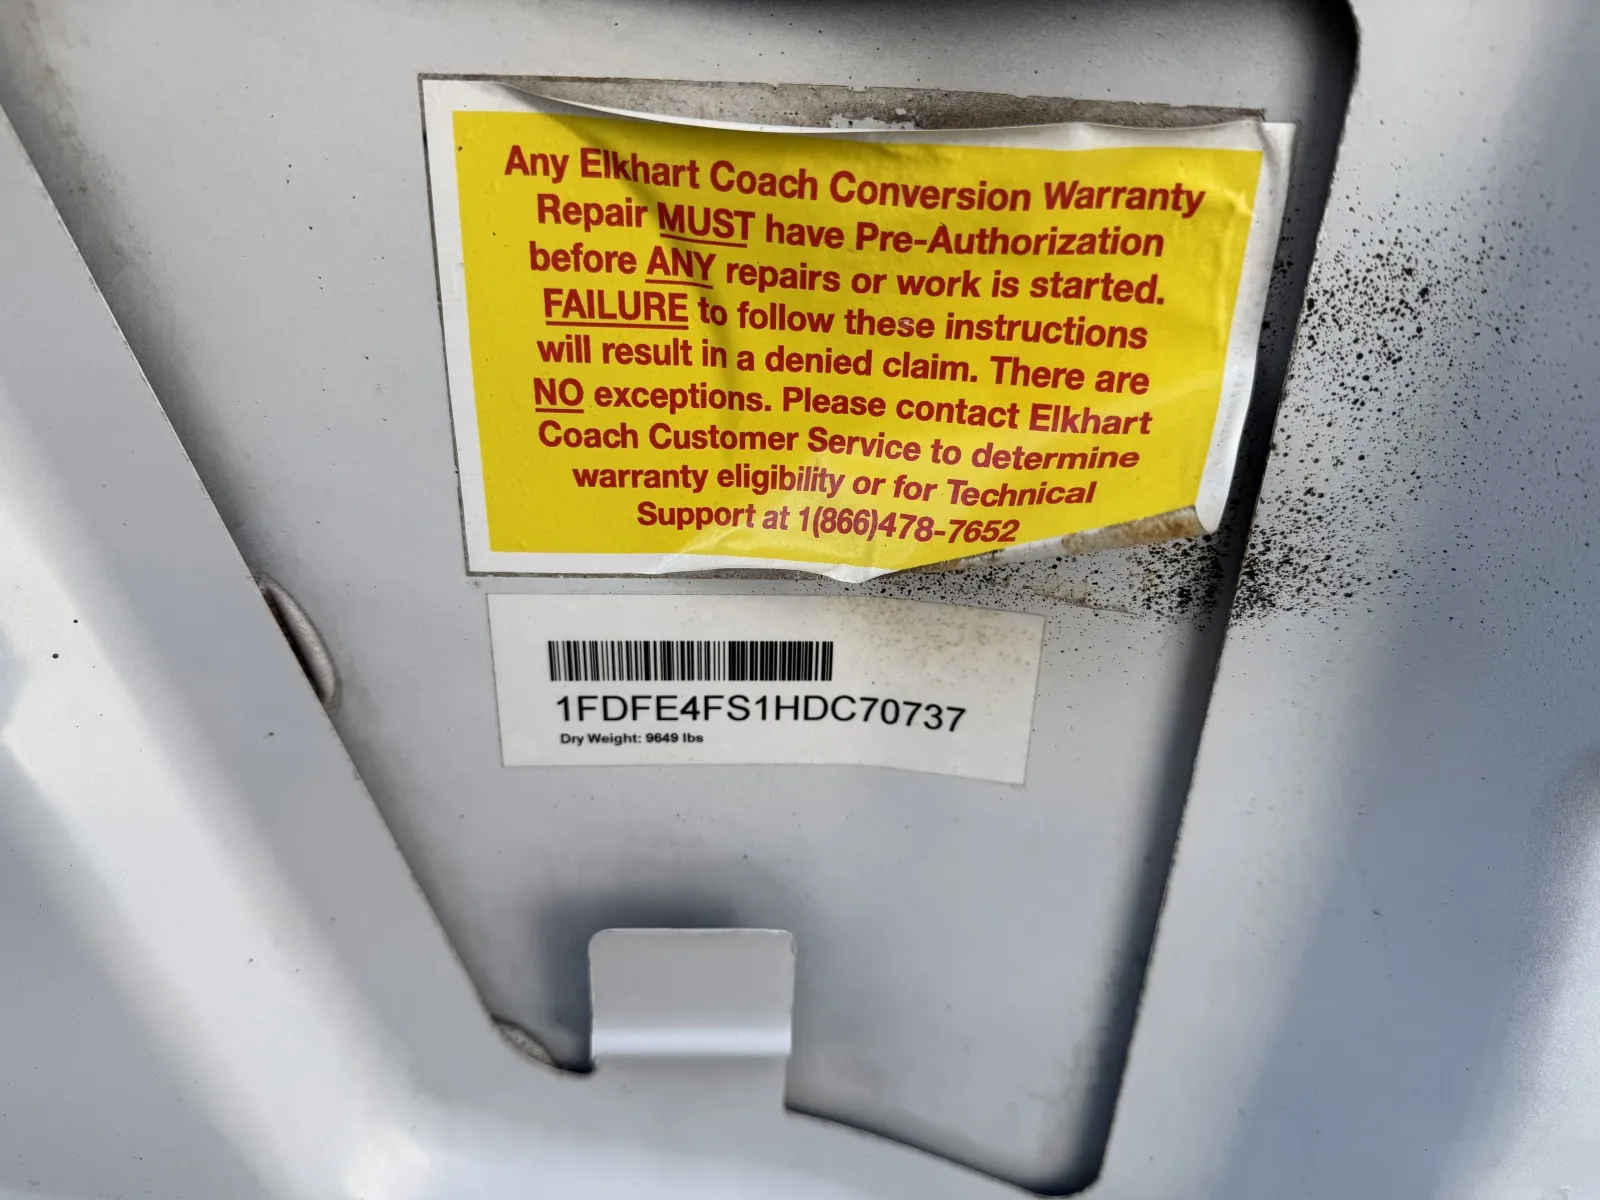 Any Elkhart Coach Conversion Warranty
Repair MUST have Pre-Authorization
before ANY repairs or work is started.
FAILURE to follow these instructions
will result in a denied claim. There are
NO exceptions. Please contact Elkhart
Coach Customer Service to determine
warranty eligibility or for Technical
Support at 1(866)478-7652
1FDFE4FS1HDC70737
Dry Weight: 9649 lbs